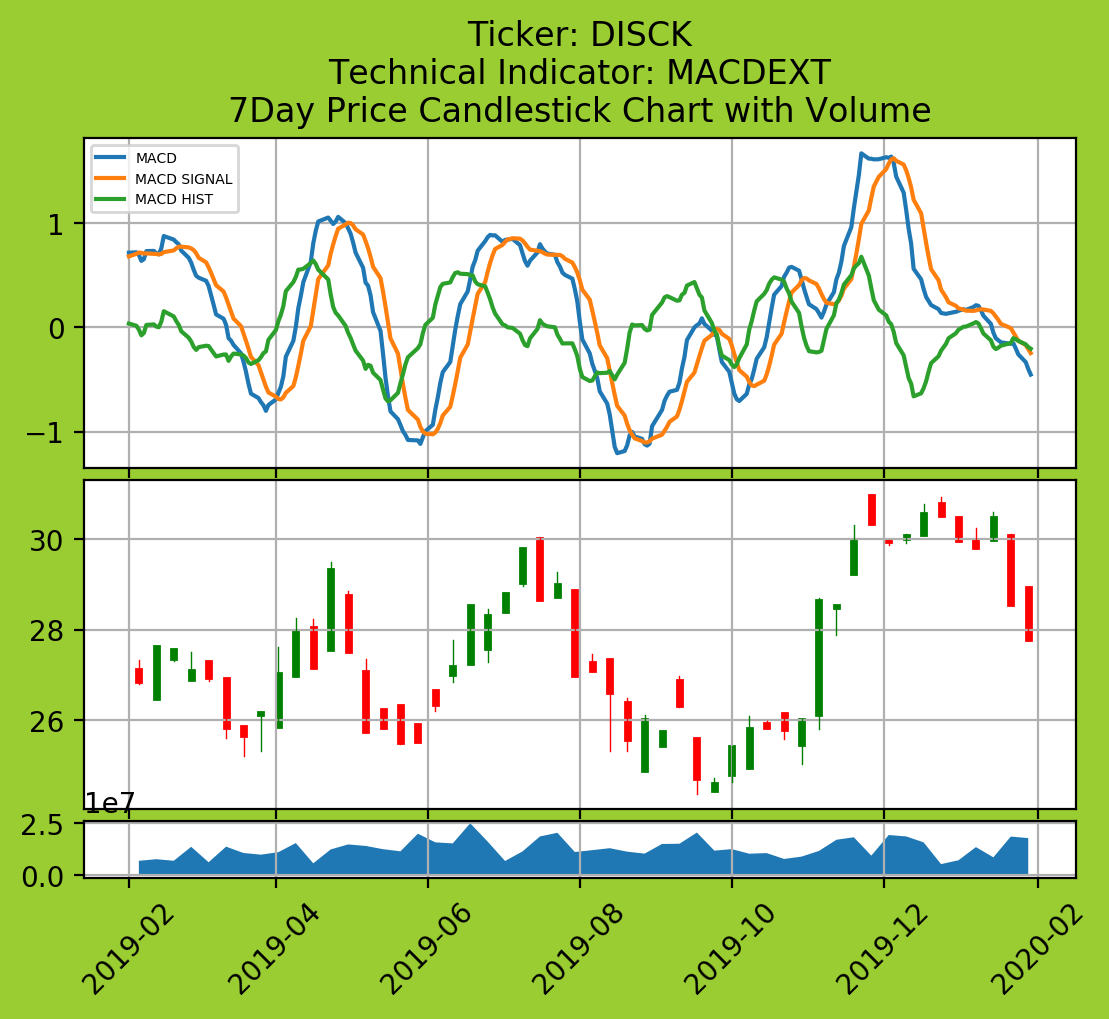 Ticker: DISCK
Technical Indicator: MACDEXT
7Day Price Candlestick Chart with Volume
MACD
MACD SIGNAL
MACD HIST
1
0
−1
30
28
26
1e7
2.5
0.0
2019-02
2019-04
2019-06
2019-08
2019-10
2019-12
2020-02